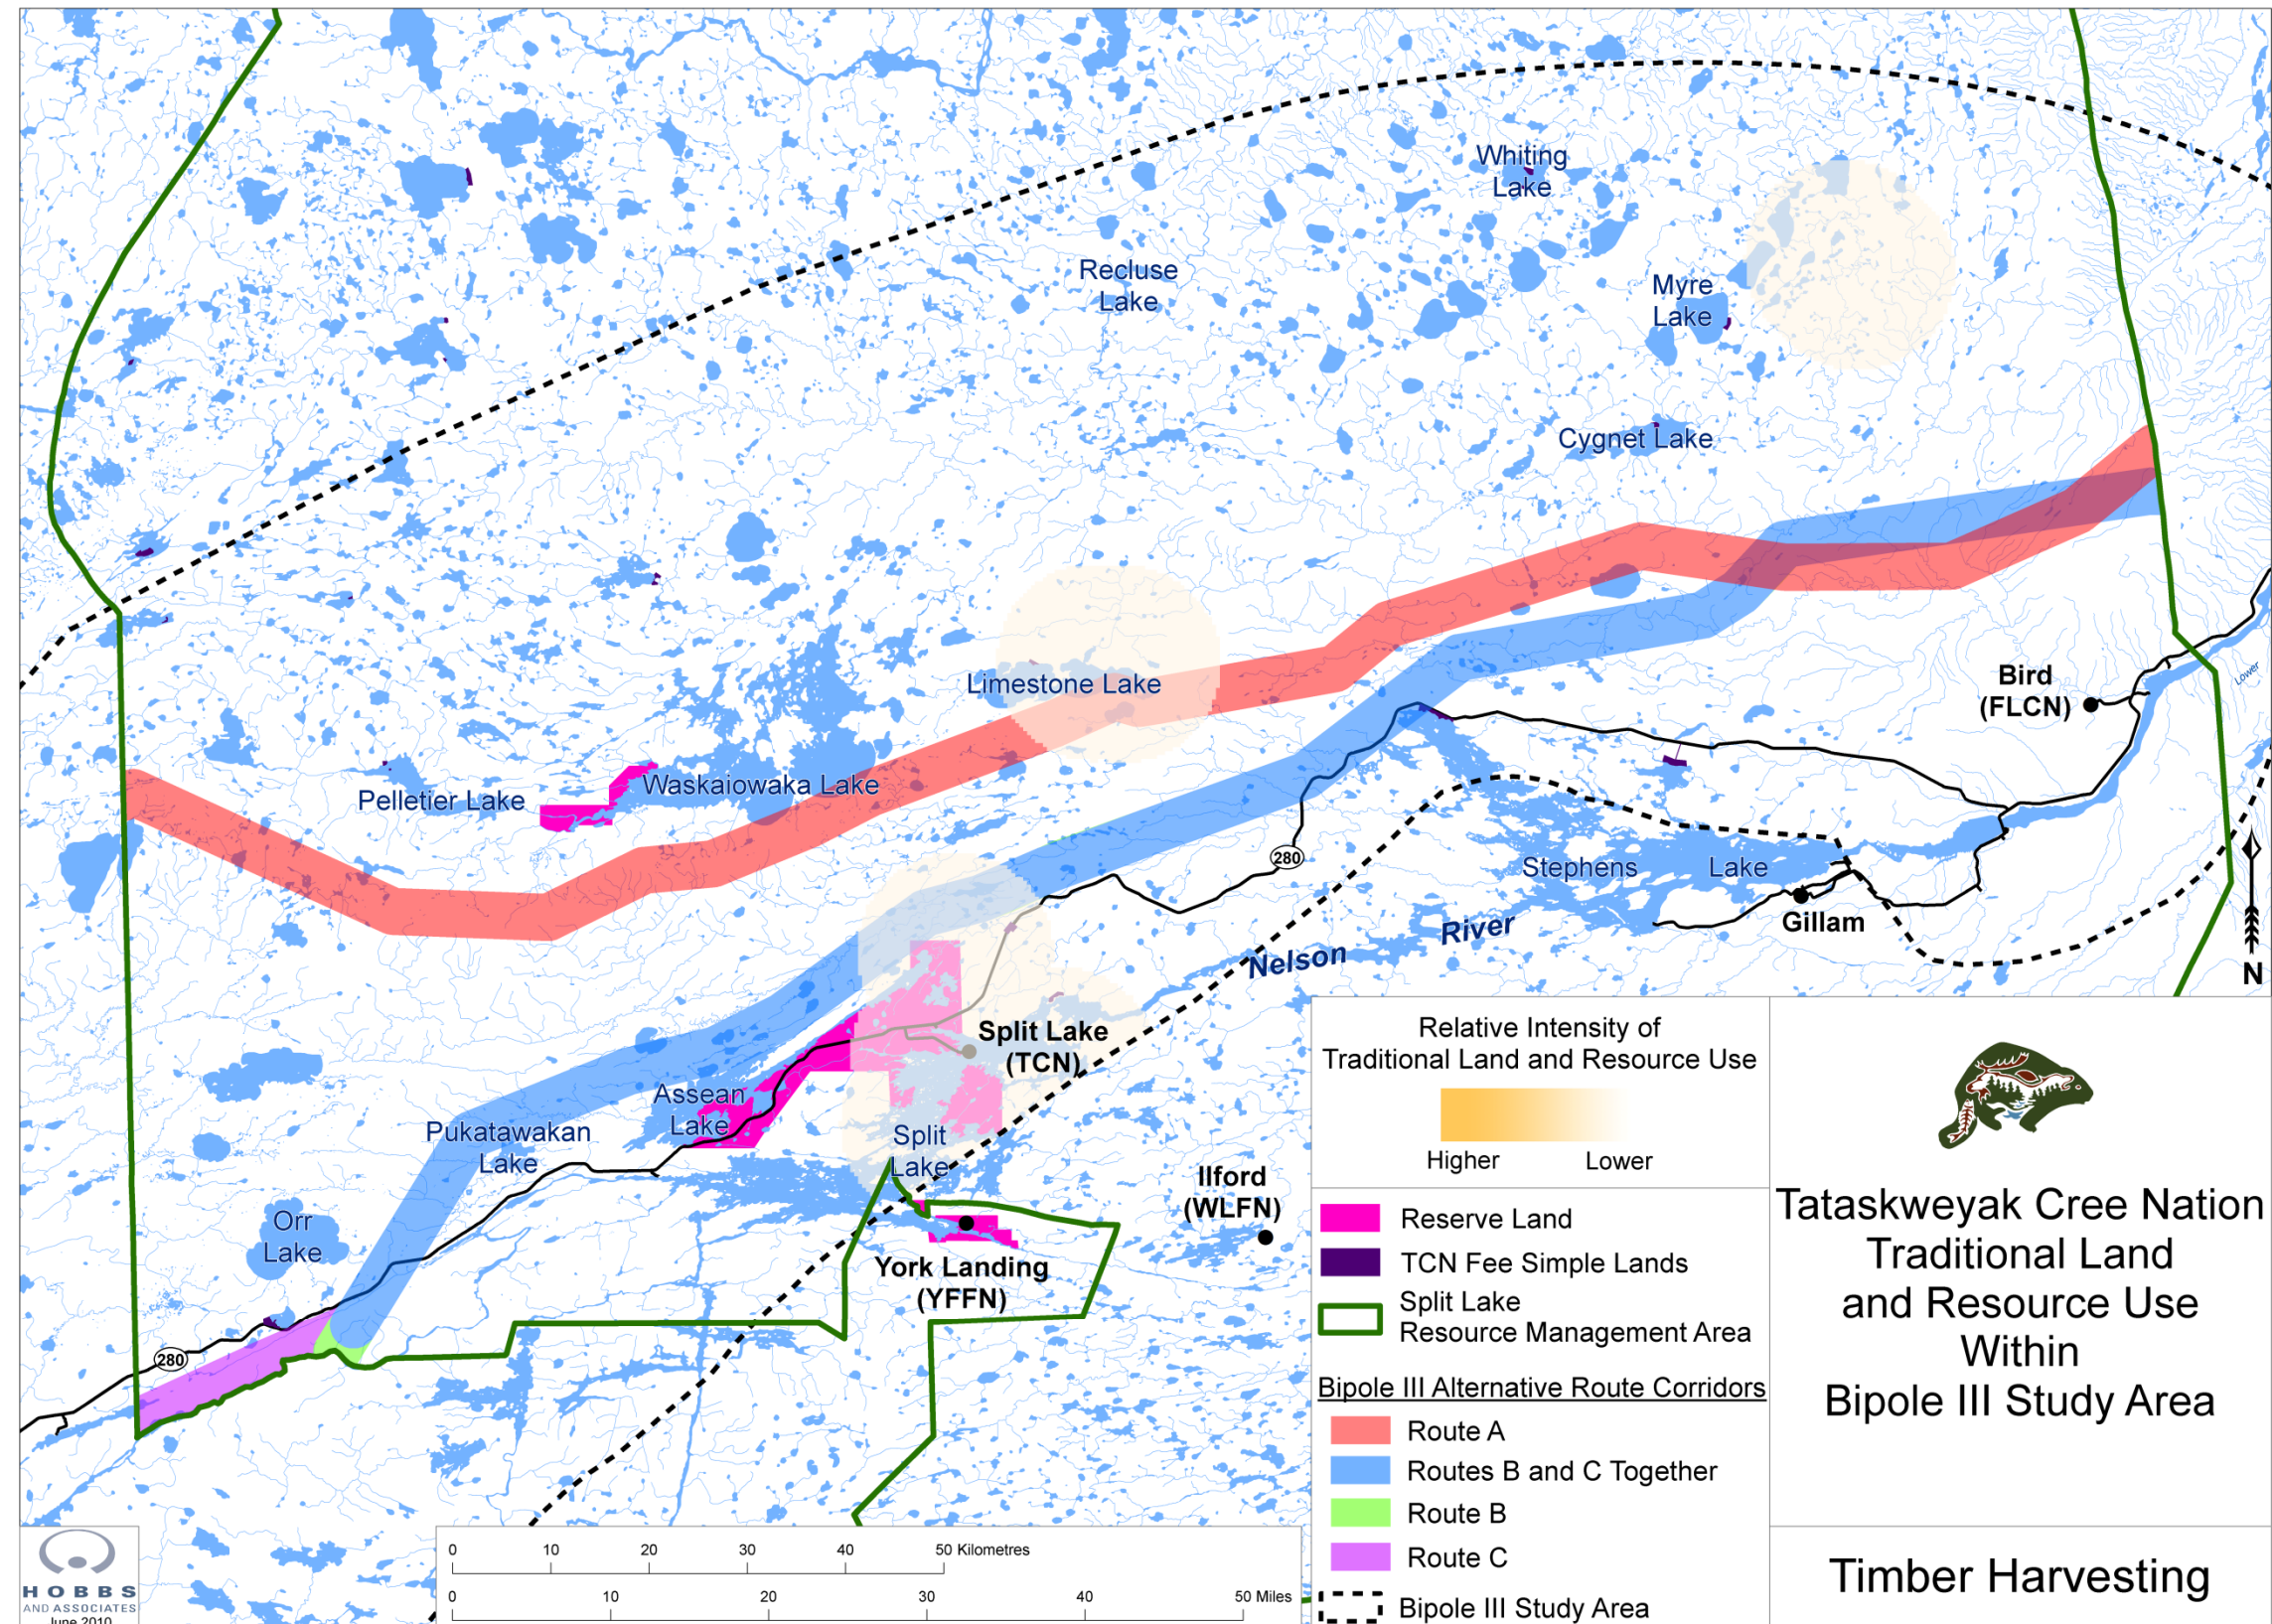 Whiting
Lake
Recluse
Lake
Myre
Lake
Cygnet Lake
Limestone Lake
Bird
(FLCN)
Lower
Pelletier Lake
Waskaiowaka Lake
280
Stephens Lake
Gillam
Nelson River
N
Split Lake
(TCN)
Assean
Lake
Pukatawakan
Lake
Split
Lake
Ilford
(WLFN)
Orr
Lake
York Landing
(YFFN)
280
Relative Intensity of
Traditional Land and Resource Use
Higher Lower
Reserve Land
TCN Fee Simple Lands
Split Lake
Resource Management Area
Bipole III Alternative Route Corridors
Route A
Routes B and C Together
Route B
Route C
Bipole III Study Area
Tataskweyak Cree Nation
Traditional Land
and Resource Use
Within
Bipole III Study Area
Timber Harvesting
0 10 20 30 40 50 Kilometres
0 10 20 30 40 50 Miles
HOBBS
AND ASSOCIATES
June 2010